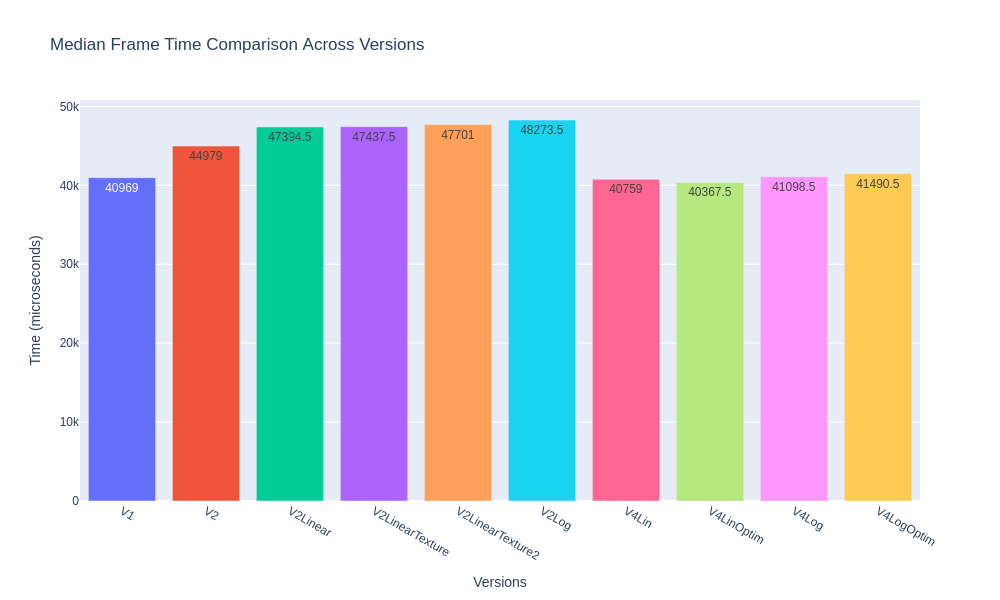 Median Frame Time Comparison Across Versions
Time (microseconds)
50k
40k
30k
20k
10k
0
40969
44979
47394.5
47437.5
47701
48273.5
40759
40367.5
41098.5
41490.5
V1
V2
V2Linear
V2LinearTexture
V2LinearTexture2
V2Log
V4Lin
V4LinOptim
V4Log
V4LogOptim
Versions